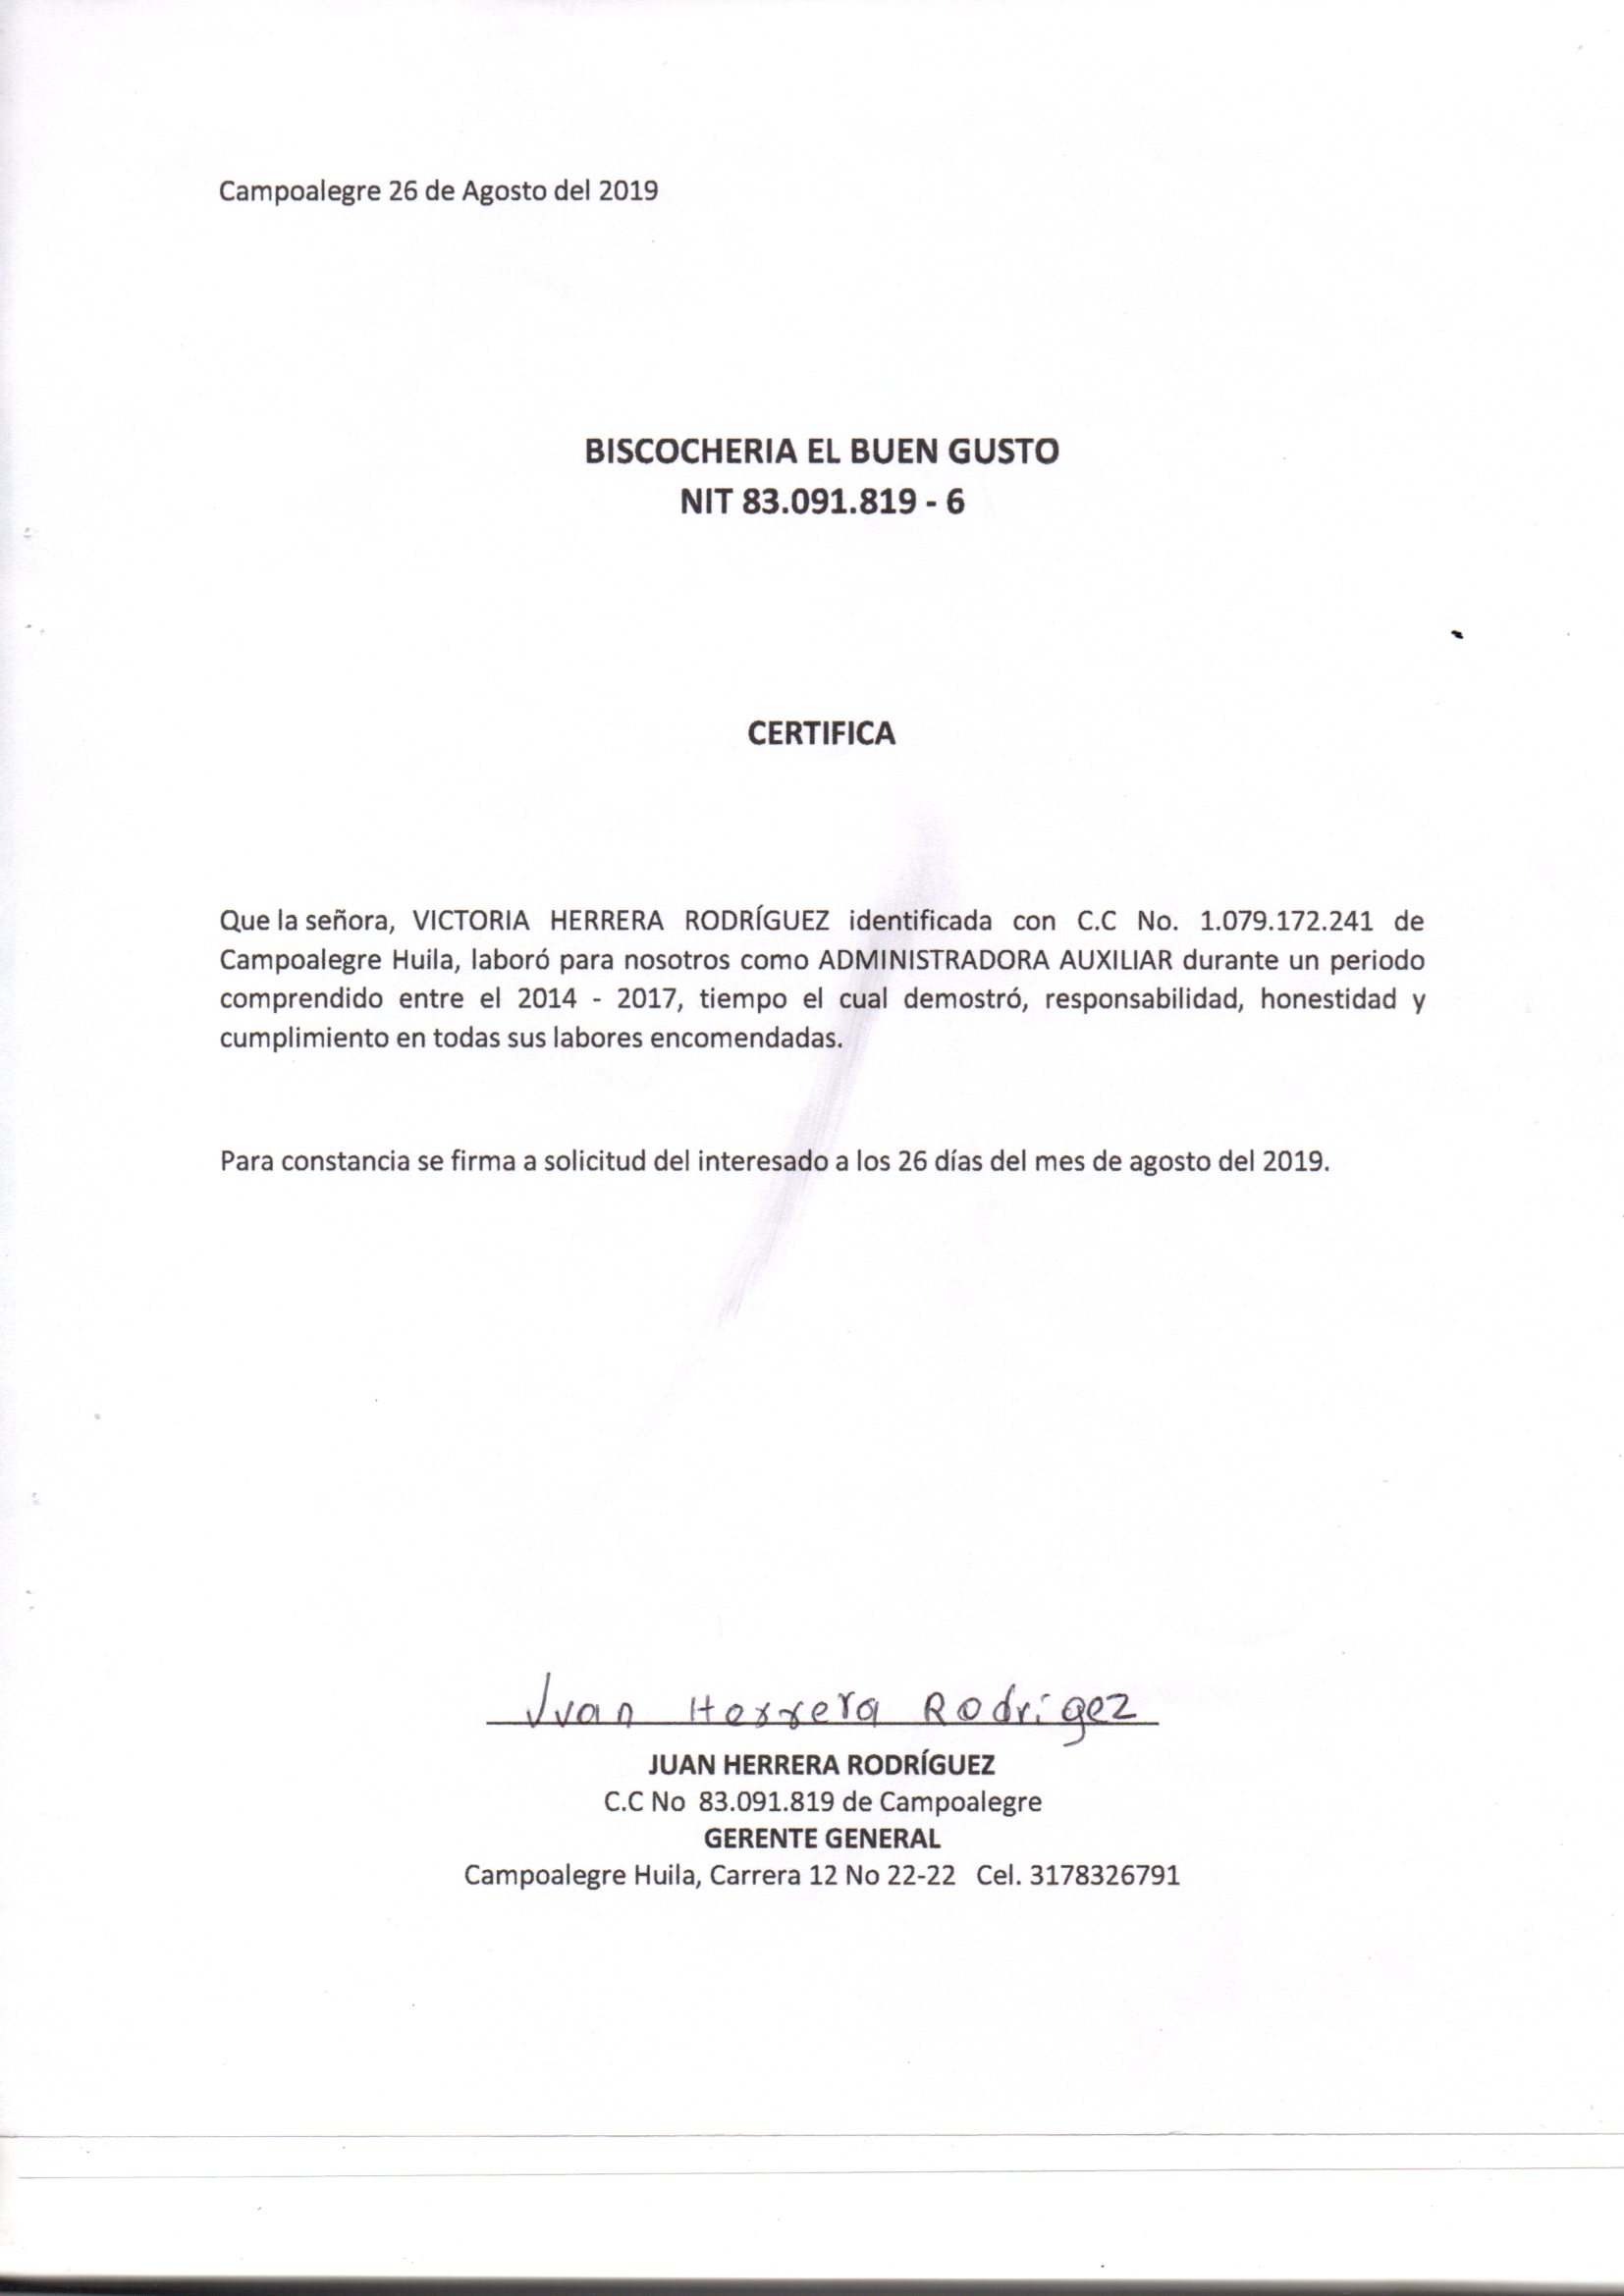 Campoalegre 26 de Agosto del 2019
BISCOCHERIA EL BUEN GUSTO
NIT 83.091.819 - 6
CERTIFICA
Que la señora, VICTORIA HERRERA RODRÍGUEZ identificada con C.C No. 1.079.172.241 de
Campoalegre Huila, laboró para nosotros como ADMINISTRADORA AUXILIAR durante un periodo
comprendido entre el 2014 - 2017, tiempo el cual demostró, responsabilidad, honestidad y
cumplimiento en todas sus labores encomendadas.
Para constancia se firma a solicitud del interesado a los 26 días del mes de agosto del 2019.
Juan Herrera Rodrigez
JUAN HERRERA RODRÍGUEZ
C.C No 83.091.819 de Campoalegre
GERENTE GENERAL
Campoalegre Huila, Carrera 12 No 22-22 Cel. 3178326791